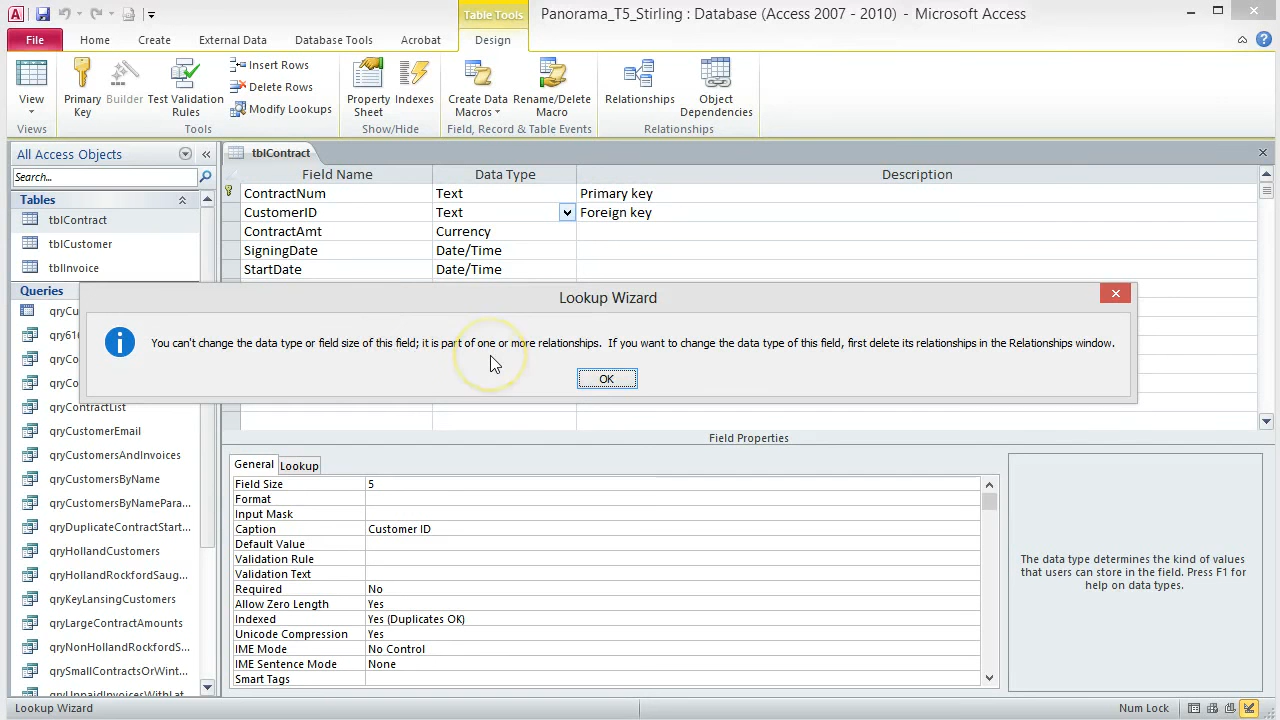 Table Tools
Panorama_T5_Stirling : Database (Access 2007 - 2010) - Microsoft Access
File Home Create External Data Database Tools Acrobat Design
View
Primary Key
Builder
Test Validation Rules
Insert Rows
Delete Rows
Modify Lookups
Property Sheet
Indexes
Create Data Macros
Rename/Delete Macro
Relationships
Object Dependencies
Views Tools Show/Hide Field, Record & Table Events Relationships
All Access Objects
Search...
Tables
tblContract
tblCustomer
tblInvoice
Queries
qryCu
qry61
qryCo
qryCo
qryContractList
qryCustomerEmail
qryCustomersAndInvoices
qryCustomersByName
qryCustomersByNamePara...
qryDuplicateContractStart...
qryHollandCustomers
qryHollandRockfordSaug...
qryKeyLansingCustomers
qryLargeContractAmounts
qryNonHollandRockfordS...
qrySmallContractsOrWint...
qryUnpaidInvoicesWithLat
tblContract
Field Name Data Type Description
ContractNum Text Primary key
CustomerID Text Foreign key
ContractAmt Currency
SigningDate Date/Time
StartDate Date/Time
Lookup Wizard
You can't change the data type or field size of this field; it is part of one or more relationships. If you want to change the data type of this field, first delete its relationships in the Relationships window.
OK
Field Properties
General Lookup
Field Size 5
Format
Input Mask
Caption Customer ID
Default Value
Validation Rule
Validation Text
Required No
Allow Zero Length Yes
Indexed Yes (Duplicates OK)
Unicode Compression Yes
IME Mode No Control
IME Sentence Mode None
Smart Tags
The data type determines the kind of values
that users can store in the field. Press F1 for
help on data types.
Lookup Wizard
Num Lock